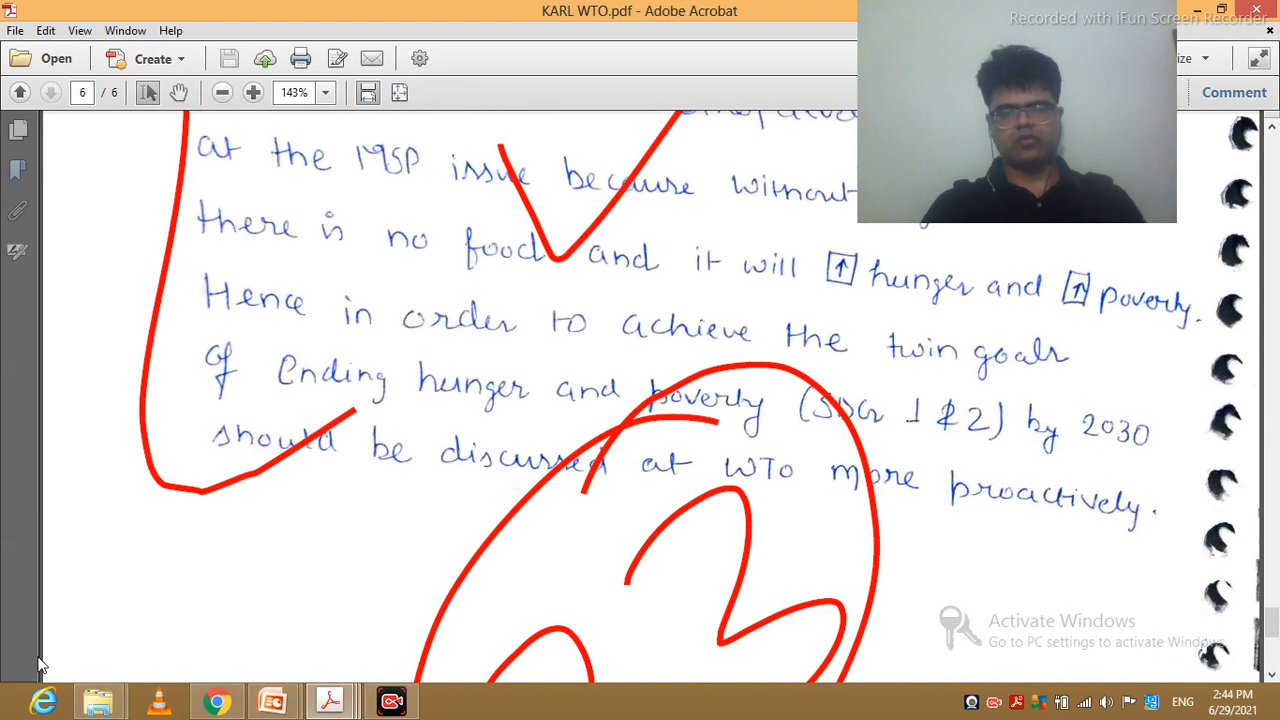 KARL WTO.pdf - Adobe Acrobat
Recorded with iFun Screen Recorder
File Edit View Window Help
Open Create
Comment
6 / 6 143%
at the MSP issue because without
there is no food and it will ↑ hunger and ↑ poverty.
Hence in order to achieve the twin goals
of Ending hunger and poverty (SDG 1 & 2) by 2030
should be discussed at WTO more proactively.
Activate Windows
Go to PC settings to activate Windows
ENG
2:44 PM
6/29/2021